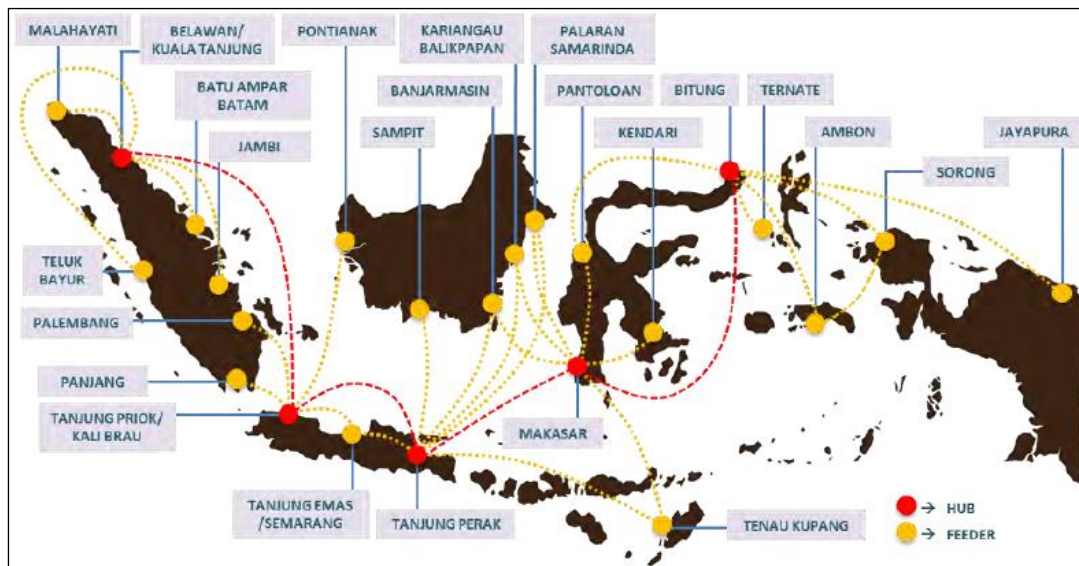 MALAHAYATI
BELAWAN/
KUALA TANJUNG
PONTIANAK
KARIANGAU
BALIKPAPAN
PALARAN
SAMARINDA
BATU AMPAR
BATAM
BANJARMASIN
PANTOLOAN
BITUNG
TERNATE
JAMBI
SAMPIT
KENDARI
AMBON
JAYAPURA
SORONG
TELUK
BAYUR
PALEMBANG
PANJANG
TANJUNG PRIOK/
KALI BRAU
MAKASAR
TANJUNG EMAS
/SEMARANG
TANJUNG PERAK
TENAU KUPANG
→ HUB
→ FEEDER